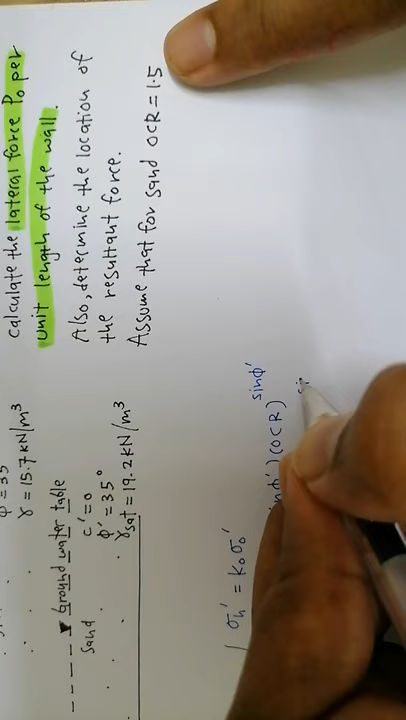 calculate the lateral force Po per
unit length of the wall.
Also, determine the location of
the resultant force.
Assume that for sand OCR = 1.5
γ = 15.7 kN/m³
Ground water table
Sand
c' = 0
φ' = 35°
γsat = 19.2 kN/m³
σh' = Koσo'
φ')(OCR)^sinφ'